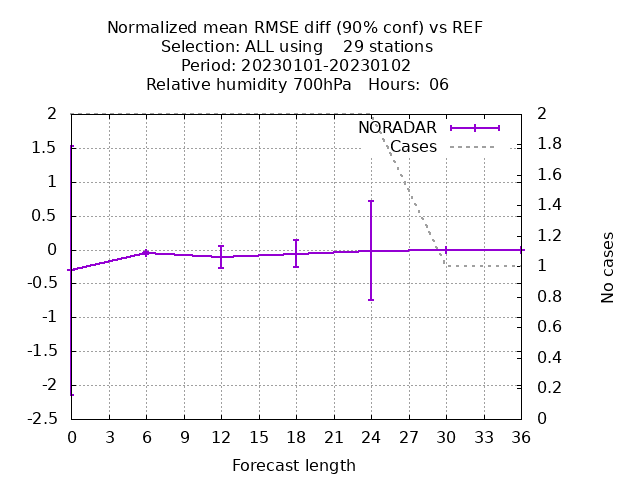 Normalized mean RMSE diff (90% conf) vs REF
Selection: ALL using    29 stations
Period: 20230101-20230102
Relative humidity 700hPa   Hours:  06
NORADAR
Cases
2
1.5
1
0.5
0
-0.5
-1
-1.5
-2
-2.5
2
1.8
1.6
1.4
1.2
1
0.8
0.6
0.4
0.2
0
No cases
0 3 6 9 12 15 18 21 24 27 30 33 36
Forecast length